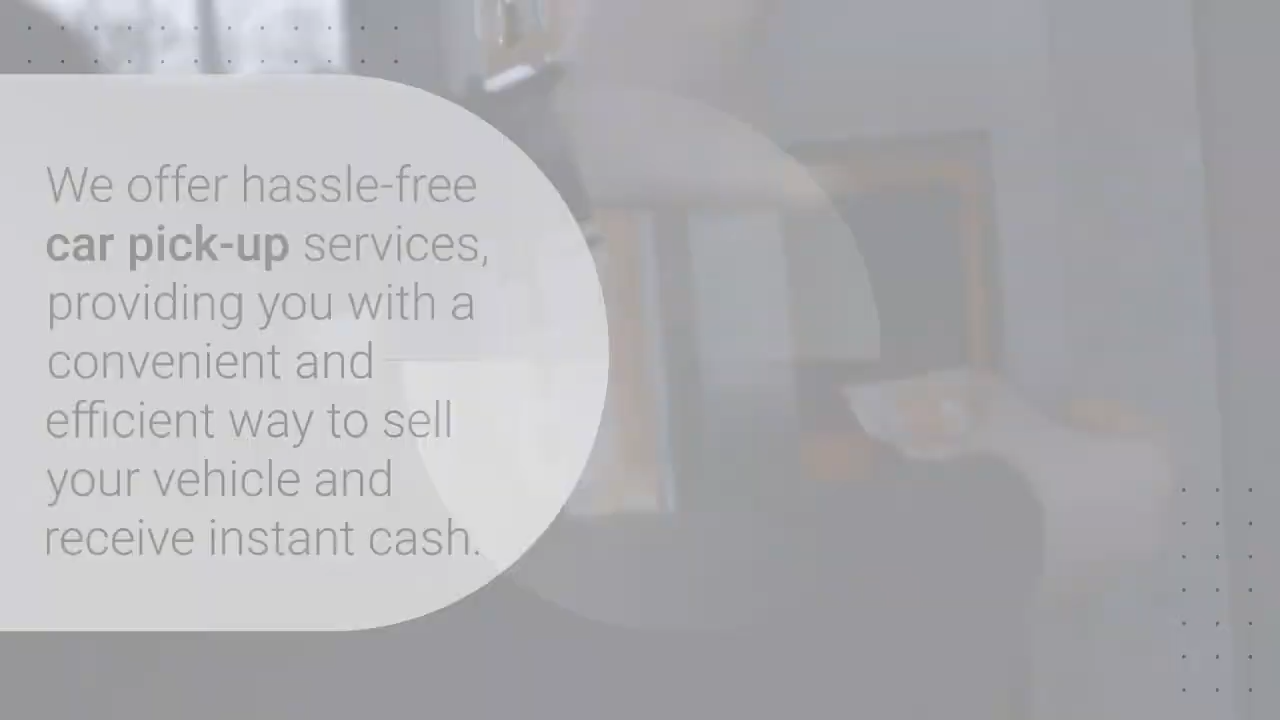 We offer hassle-free
car pick-up services,
providing you with a
convenient and
efficient way to sell
your vehicle and
receive instant cash.